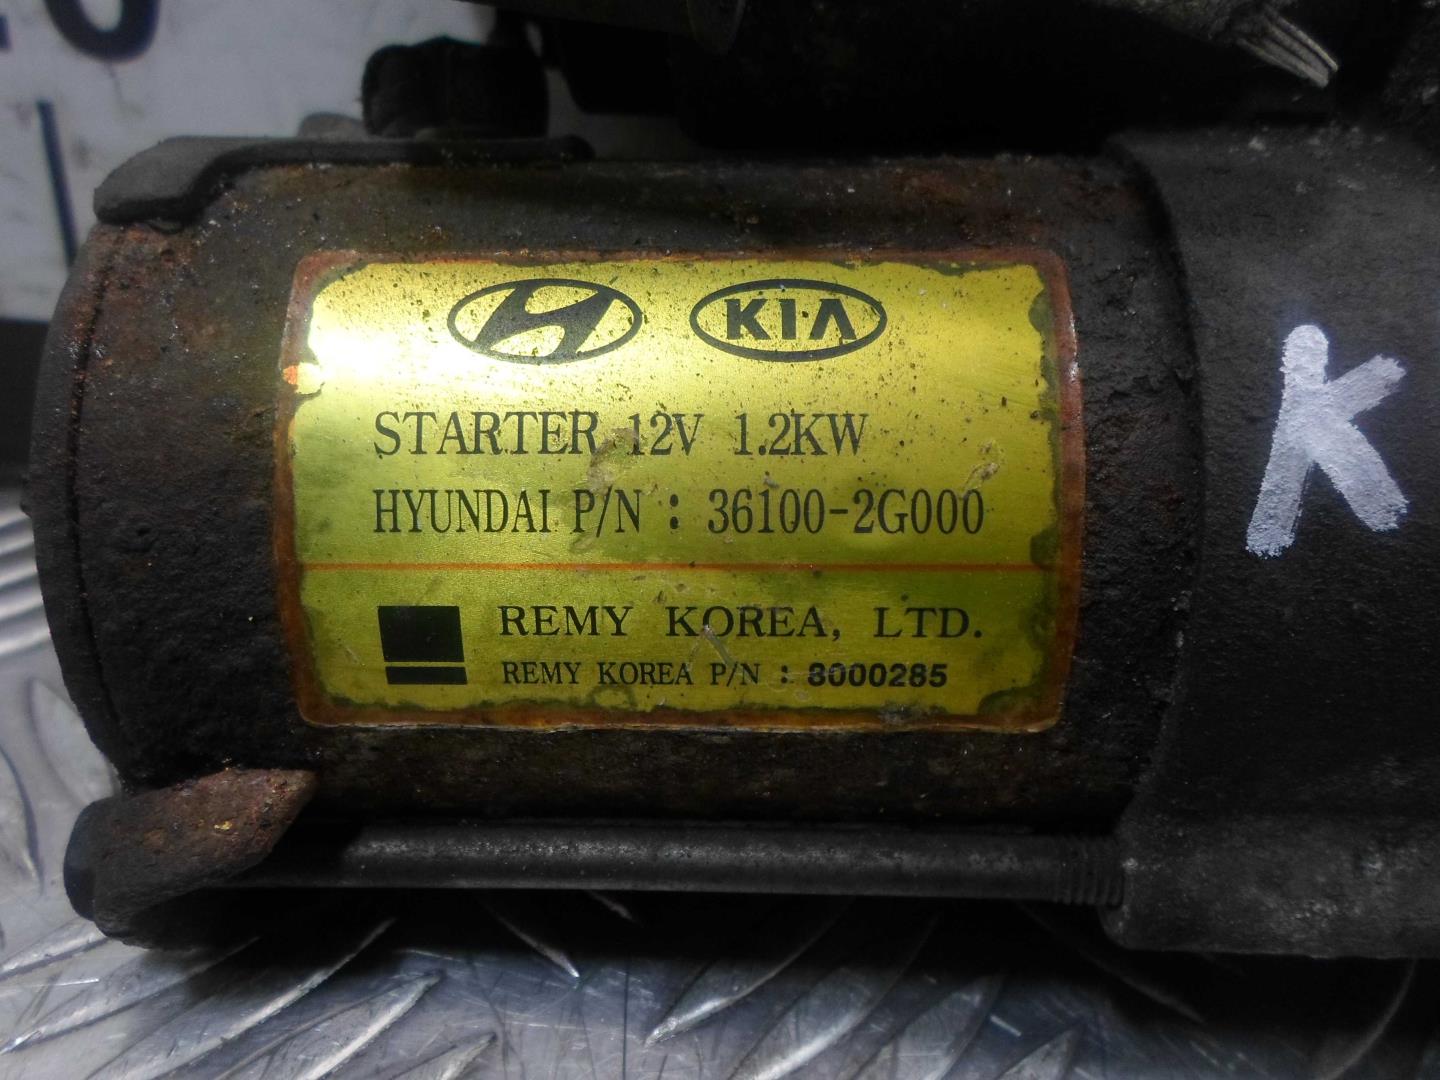 KIA
STARTER 12V 1.2KW
HYUNDAI P/N : 36100-2G000
REMY KOREA, LTD.
REMY KOREA P/N : 8000285
K